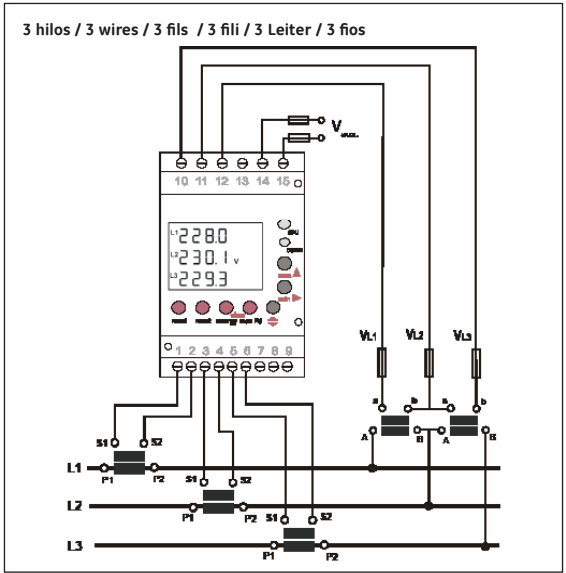 3 hilos / 3 wires / 3 fils / 3 fili / 3 Leiter / 3 fios
V
10 11 12 13 14 15
L1 228.0
L2 230.1 v
L3 229.3
CPU
1 2 3 4 5 6 7 8 9
VL1 VL2 VL3
a b a b
A B A B
S1 S2
L1
P1 P2
S1 S2
L2
P1 P2
S1 S2
L3
P1 P2